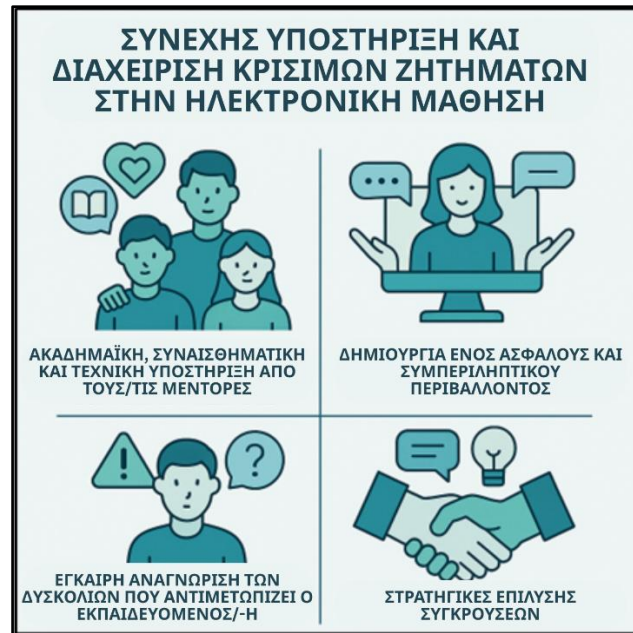 ΣΥΝΕΧΗΣ ΥΠΟΣΤΗΡΙΞΗ ΚΑΙ
ΔΙΑΧΕΙΡΙΣΗ ΚΡΙΣΙΜΩΝ ΖΗΤΗΜΑΤΩΝ
ΣΤΗΝ ΗΛΕΚΤΡΟΝΙΚΗ ΜΑΘΗΣΗ
ΑΚΑΔΗΜΑΪΚΗ, ΣΥΝΑΙΣΘΗΜΑΤΙΚΗ
ΚΑΙ ΤΕΧΝΙΚΗ ΥΠΟΣΤΗΡΙΞΗ ΑΠΟ
ΤΟΥΣ/ΤΙΣ ΜΕΝΤΟΡΕΣ
ΔΗΜΙΟΥΡΓΙΑ ΕΝΟΣ ΑΣΦΑΛΟΥΣ ΚΑΙ
ΣΥΜΠΕΡΙΛΗΠΤΙΚΟΥ
ΠΕΡΙΒΑΛΛΟΝΤΟΣ
ΕΓΚΑΙΡΗ ΑΝΑΓΝΩΡΙΣΗ ΤΩΝ
ΔΥΣΚΟΛΙΩΝ ΠΟΥ ΑΝΤΙΜΕΤΩΠΙΖΕΙ Ο
ΕΚΠΑΙΔΕΥΟΜΕΝΟΣ/-Η
ΣΤΡΑΤΗΓΙΚΕΣ ΕΠΙΛΥΣΗΣ
ΣΥΓΚΡΟΥΣΕΩΝ